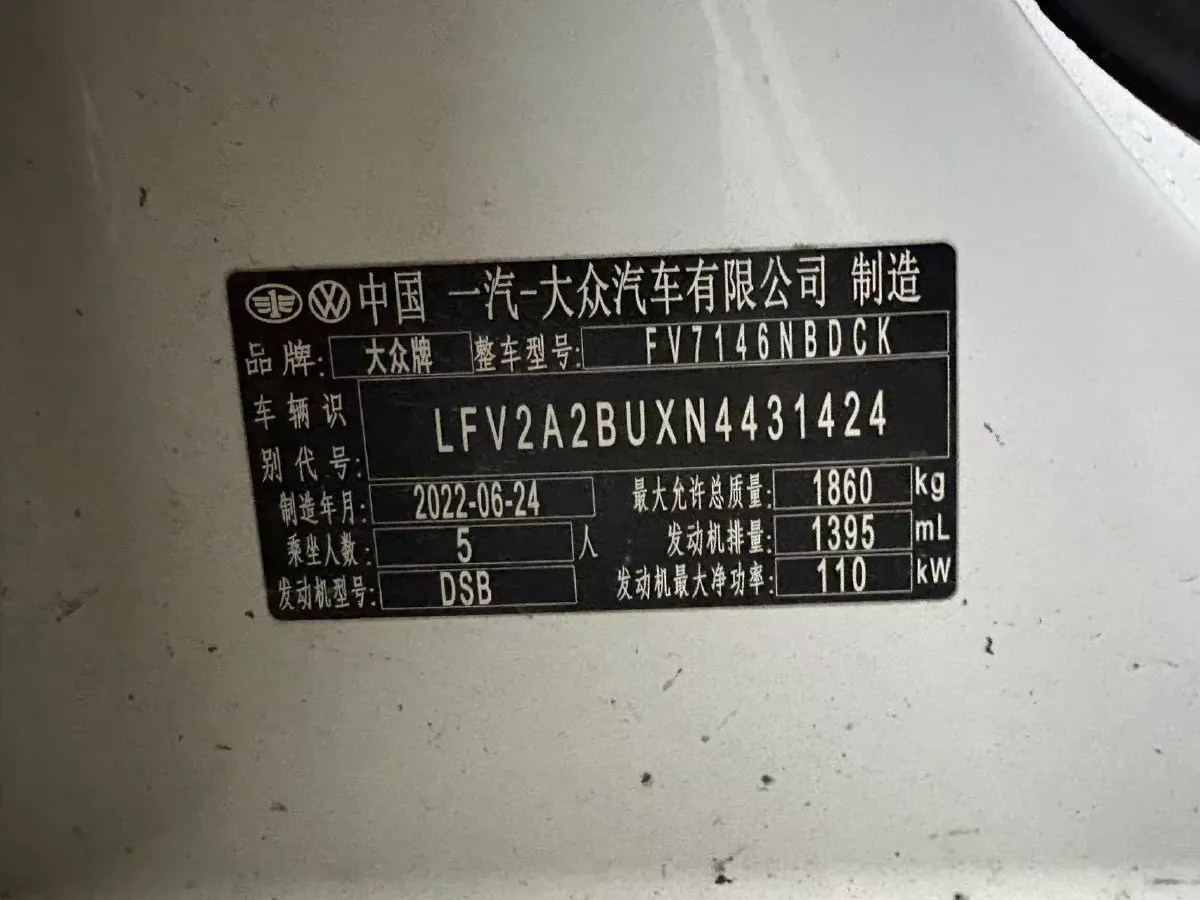 中国 一汽-大众汽车有限公司 制造
品牌: 大众牌 整车型号: FV7146NBDCK
车辆识别代号: LFV2A2BUXN4431424
制造年月: 2022-06-24 最大允许总质量: 1860 kg
乘坐人数: 5 人 发动机排量: 1395 mL
发动机型号: DSB 发动机最大净功率: 110 kW